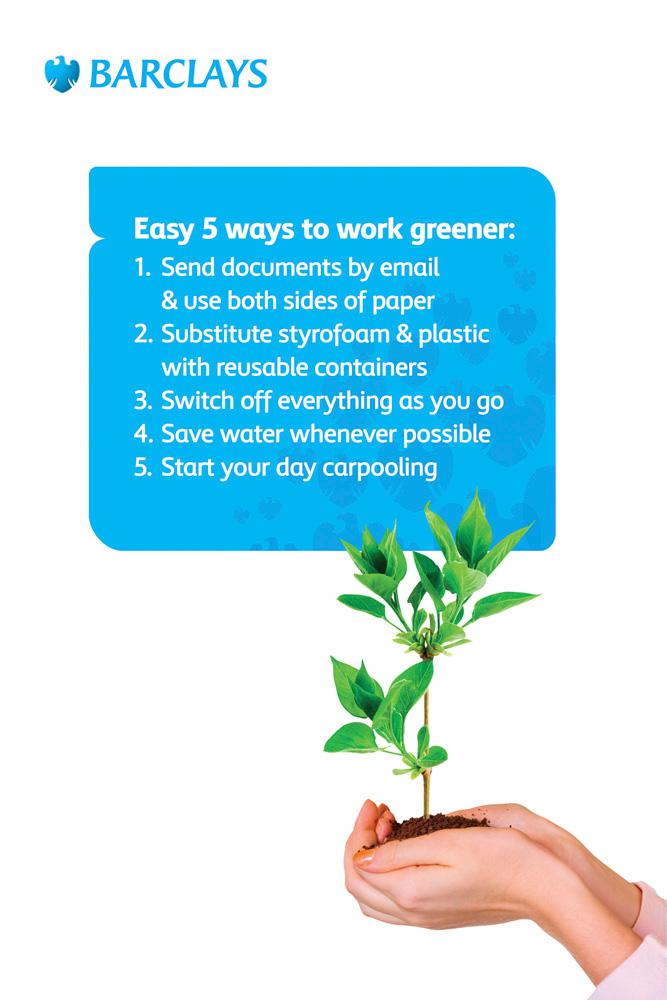 BARCLAYS
Easy 5 ways to work greener:
1. Send documents by email
& use both sides of paper
2. Substitute styrofoam & plastic
with reusable containers
3. Switch off everything as you go
4. Save water whenever possible
5. Start your day carpooling